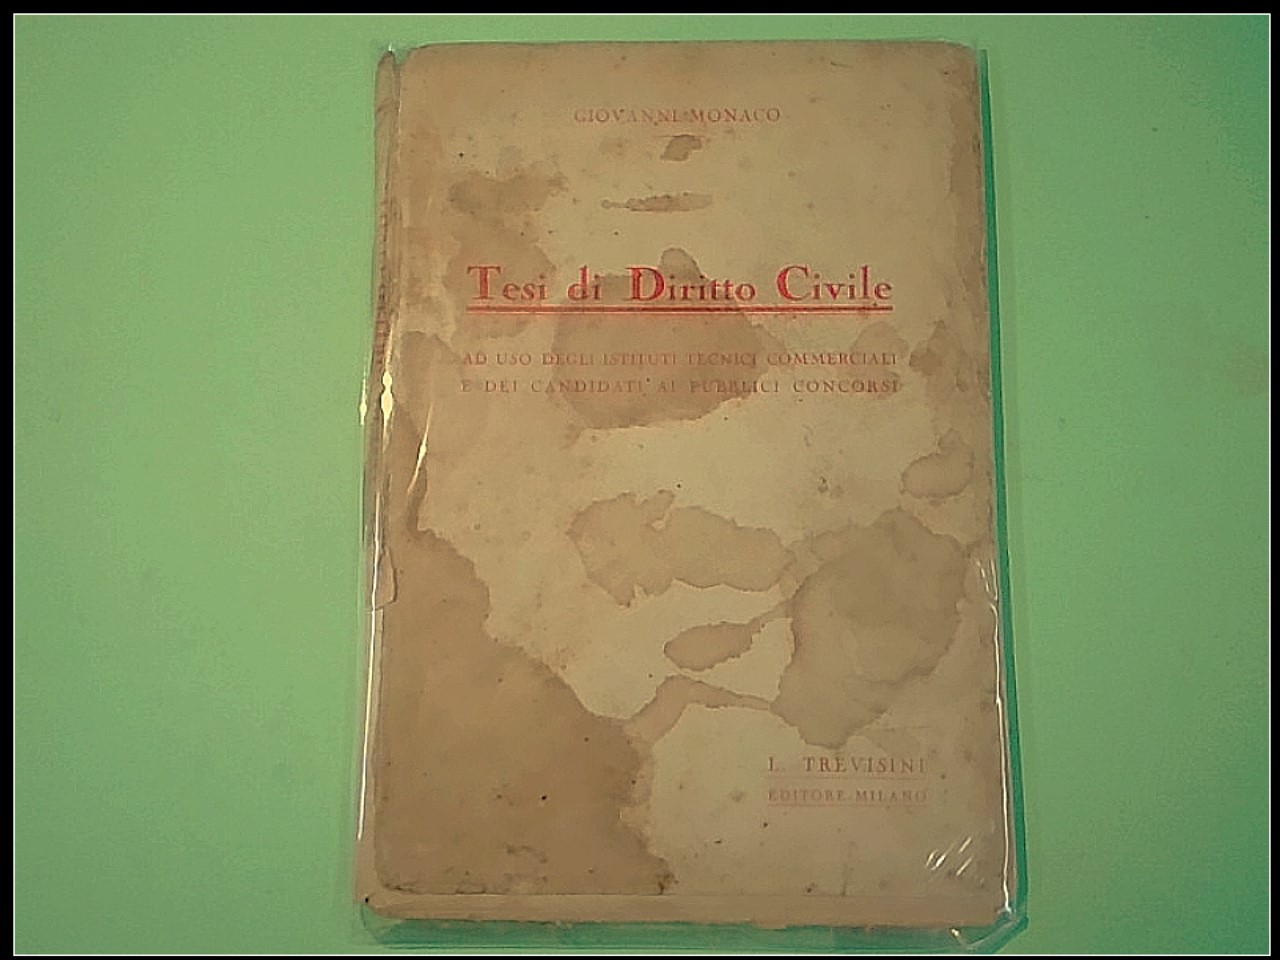 GIOVANNI MONACO
Tesi di Diritto Civile
AD USO DEGLI ISTITUTI TECNICI COMMERCIALI
E DEI CANDIDATI AI PUBBLICI CONCORSI
L. TREVISINI
EDITORE-MILANO